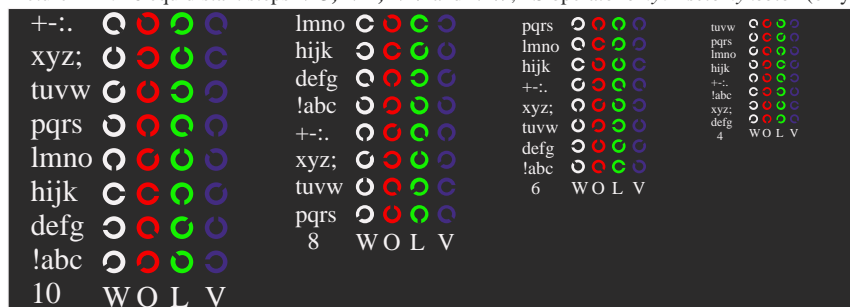 +-:.
xyz;
tuvw
pqrs
lmno
hijk
defg
!abc
10 W O L V
lmno
hijk
defg
!abc
+-:.
xyz;
tuvw
pqrs
8 W O L V
pqrs
lmno
hijk
+-:.
xyz;
tuvw
defg
!abc
6 W O L V
tuvw
pqrs
lmno
hijk
+-:.
!abc
xyz;
defg
4 W O L V